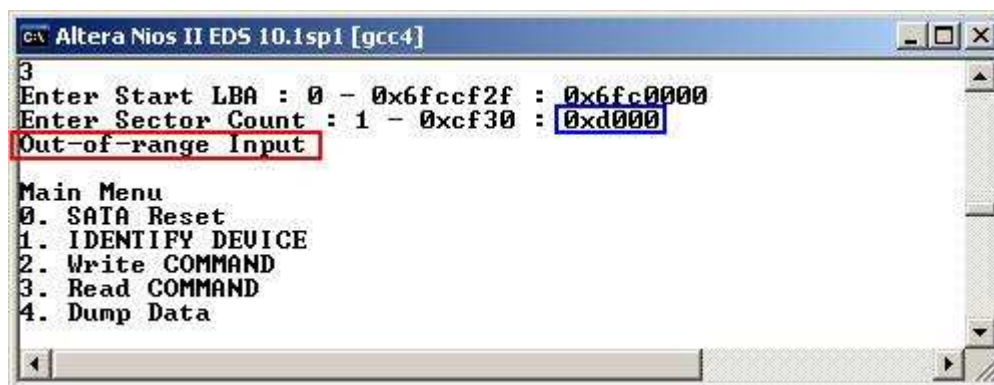 Altera Nios II EDS 10.1sp1 [gcc4]
3
Enter Start LBA : 0 - 0x6fccf2f : 0x6fc0000
Enter Sector Count : 1 - 0xcf30 : 0xd000
Out-of-range Input
Main Menu
0. SATA Reset
1. IDENTIFY DEVICE
2. Write COMMAND
3. Read COMMAND
4. Dump Data